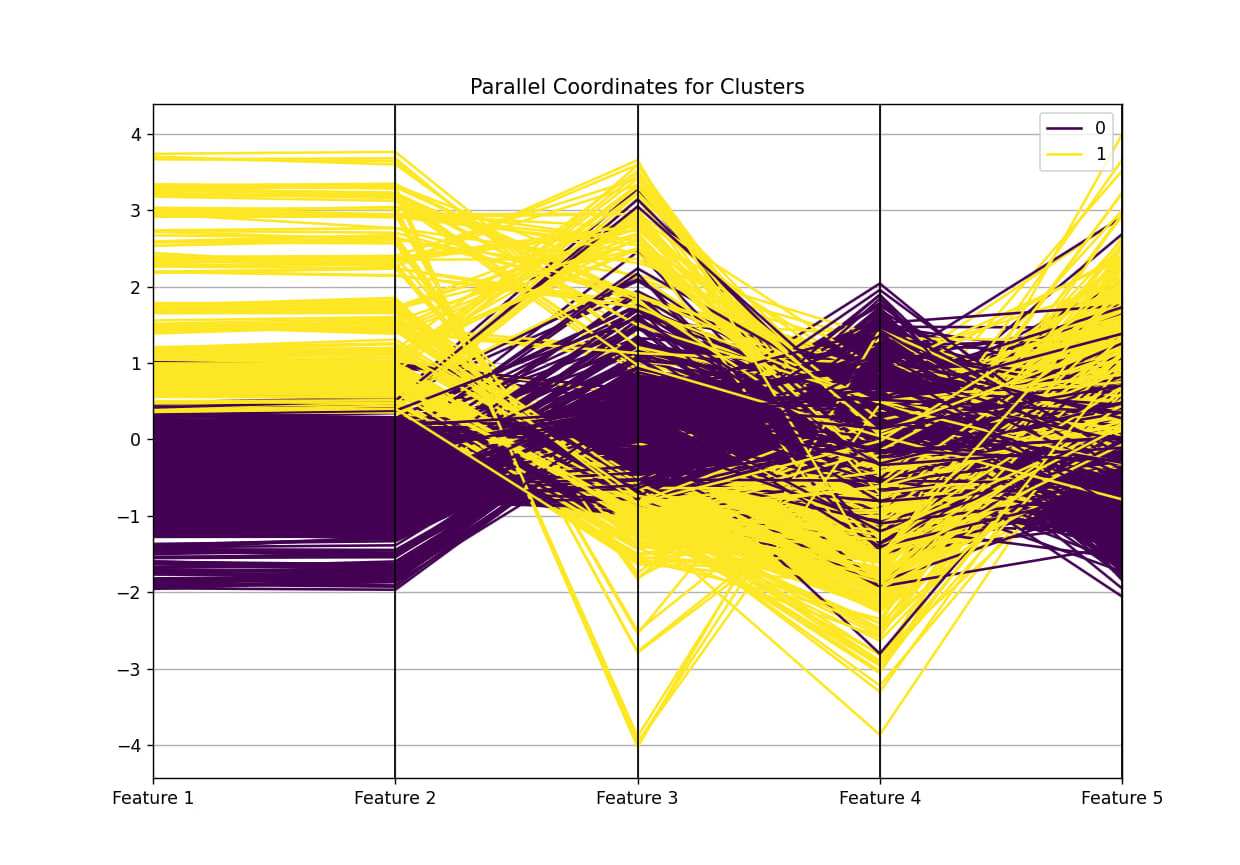 Parallel Coordinates for Clusters
0
1
4
3
2
1
0
−1
−2
−3
−4
Feature 1
Feature 2
Feature 3
Feature 4
Feature 5